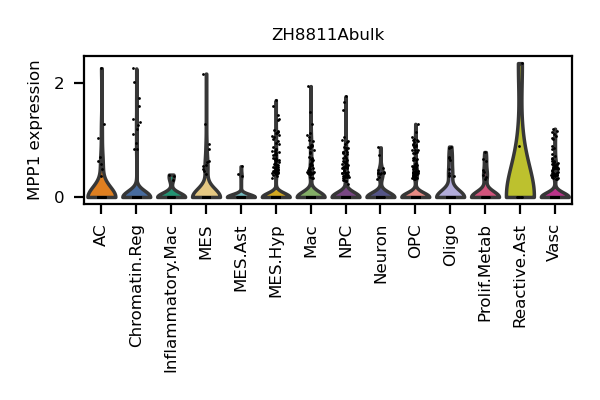 ZH8811Abulk
MPP1 expression
2
0
AC
Chromatin.Reg
Inflammatory.Mac
MES
MES.Ast
MES.Hyp
Mac
NPC
Neuron
OPC
Oligo
Prolif.Metab
Reactive.Ast
Vasc